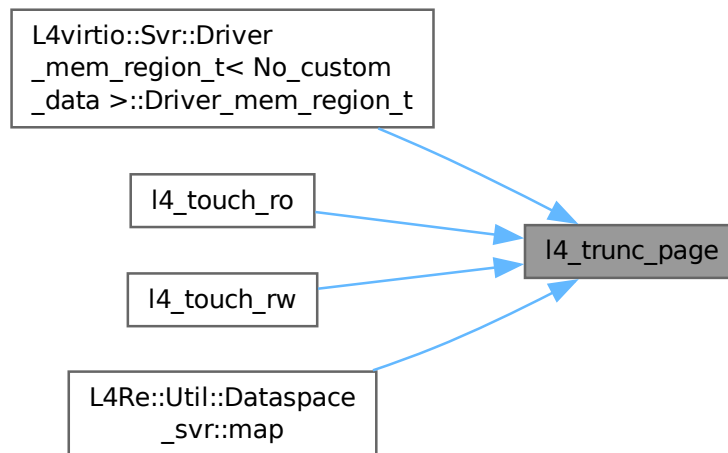 L4virtio::Svr::Driver
_mem_region_t< No_custom
_data >::Driver_mem_region_t
l4_touch_ro
l4_trunc_page
l4_touch_rw
L4Re::Util::Dataspace
_svr::map